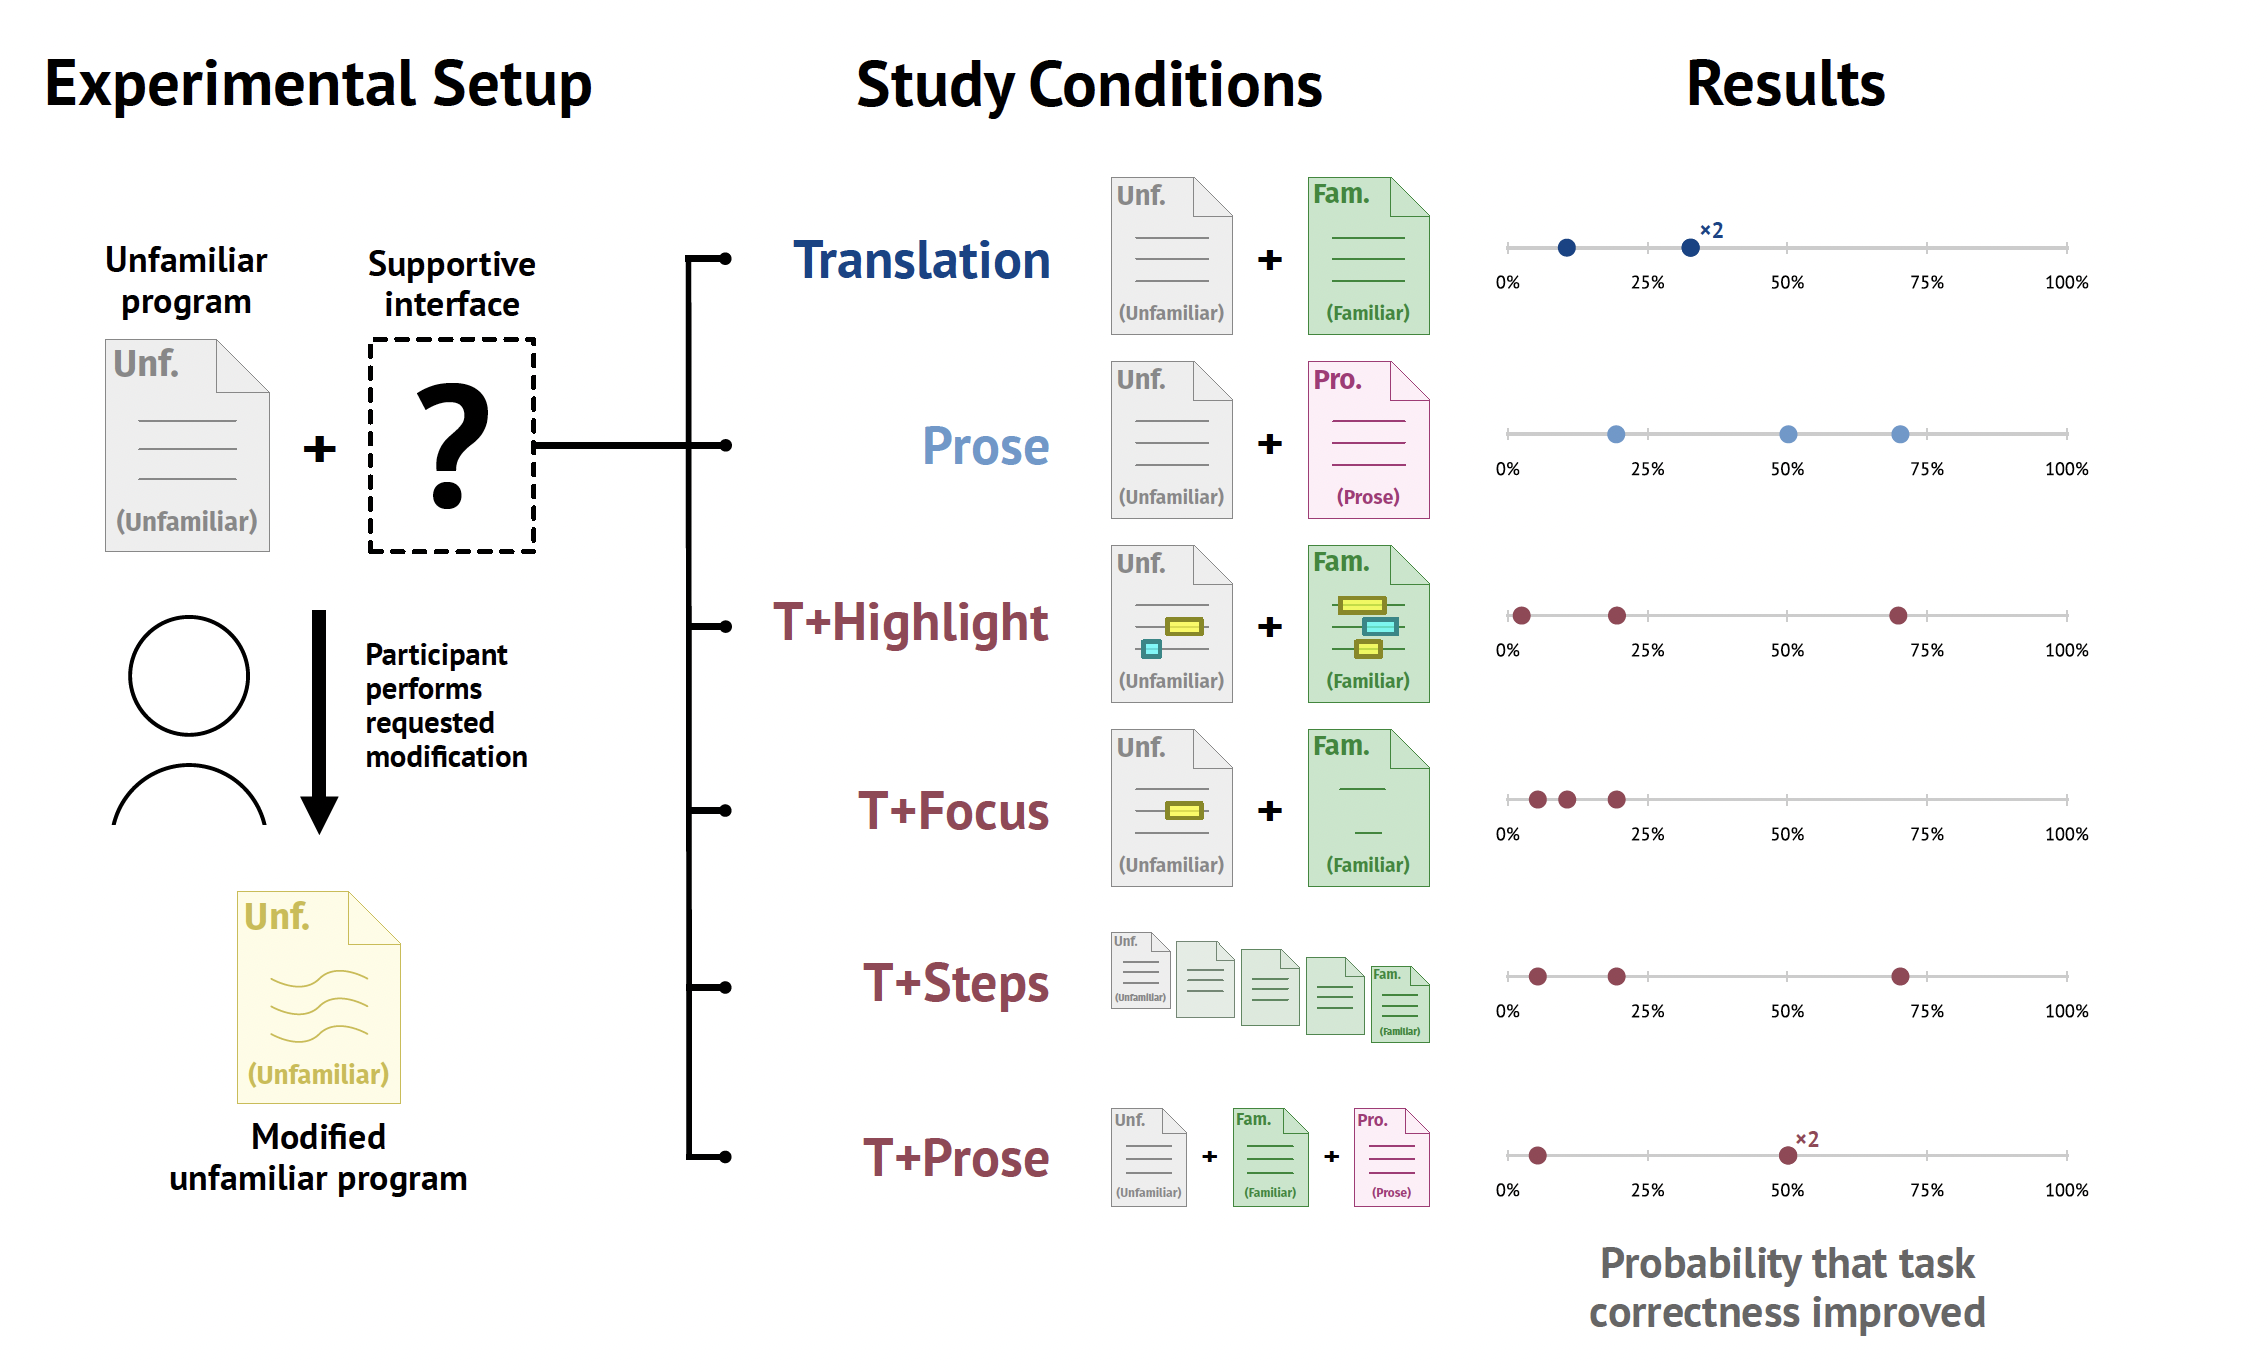 Experimental Setup
Study Conditions
Results
Unfamiliar
program
Supportive
interface
Unf.
(Unfamiliar)
+
?
Participant
performs
requested
modification
Unf.
(Unfamiliar)
Modified
unfamiliar program
Translation
Unf.
(Unfamiliar)
+
Fam.
(Familiar)
×2
0% 25% 50% 75% 100%
Prose
Unf.
(Unfamiliar)
+
Pro.
(Prose)
0% 25% 50% 75% 100%
T+Highlight
Unf.
(Unfamiliar)
+
Fam.
(Familiar)
0% 25% 50% 75% 100%
T+Focus
Unf.
(Unfamiliar)
+
Fam.
(Familiar)
0% 25% 50% 75% 100%
T+Steps
Unf.
(Unfamiliar)
Fam.
(Familiar)
0% 25% 50% 75% 100%
T+Prose
Unf.
(Unfamiliar)
+
Fam.
(Familiar)
+
Pro.
(Prose)
×2
0% 25% 50% 75% 100%
Probability that task
correctness improved